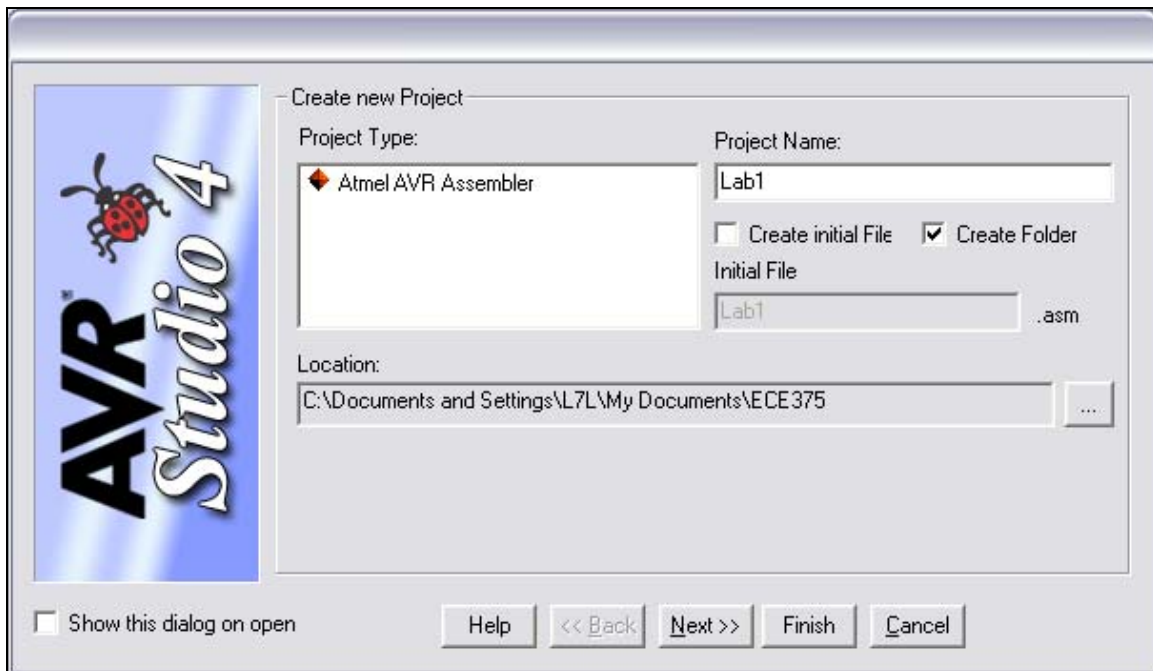 AVR® Studio 4
Create new Project
Project Type:
Atmel AVR Assembler
Project Name:
Lab1
Create initial File
Create Folder
Initial File
Lab1
.asm
Location:
C:\Documents and Settings\L7L\My Documents\ECE375
...
Show this dialog on open
Help
<< Back
Next >>
Finish
Cancel